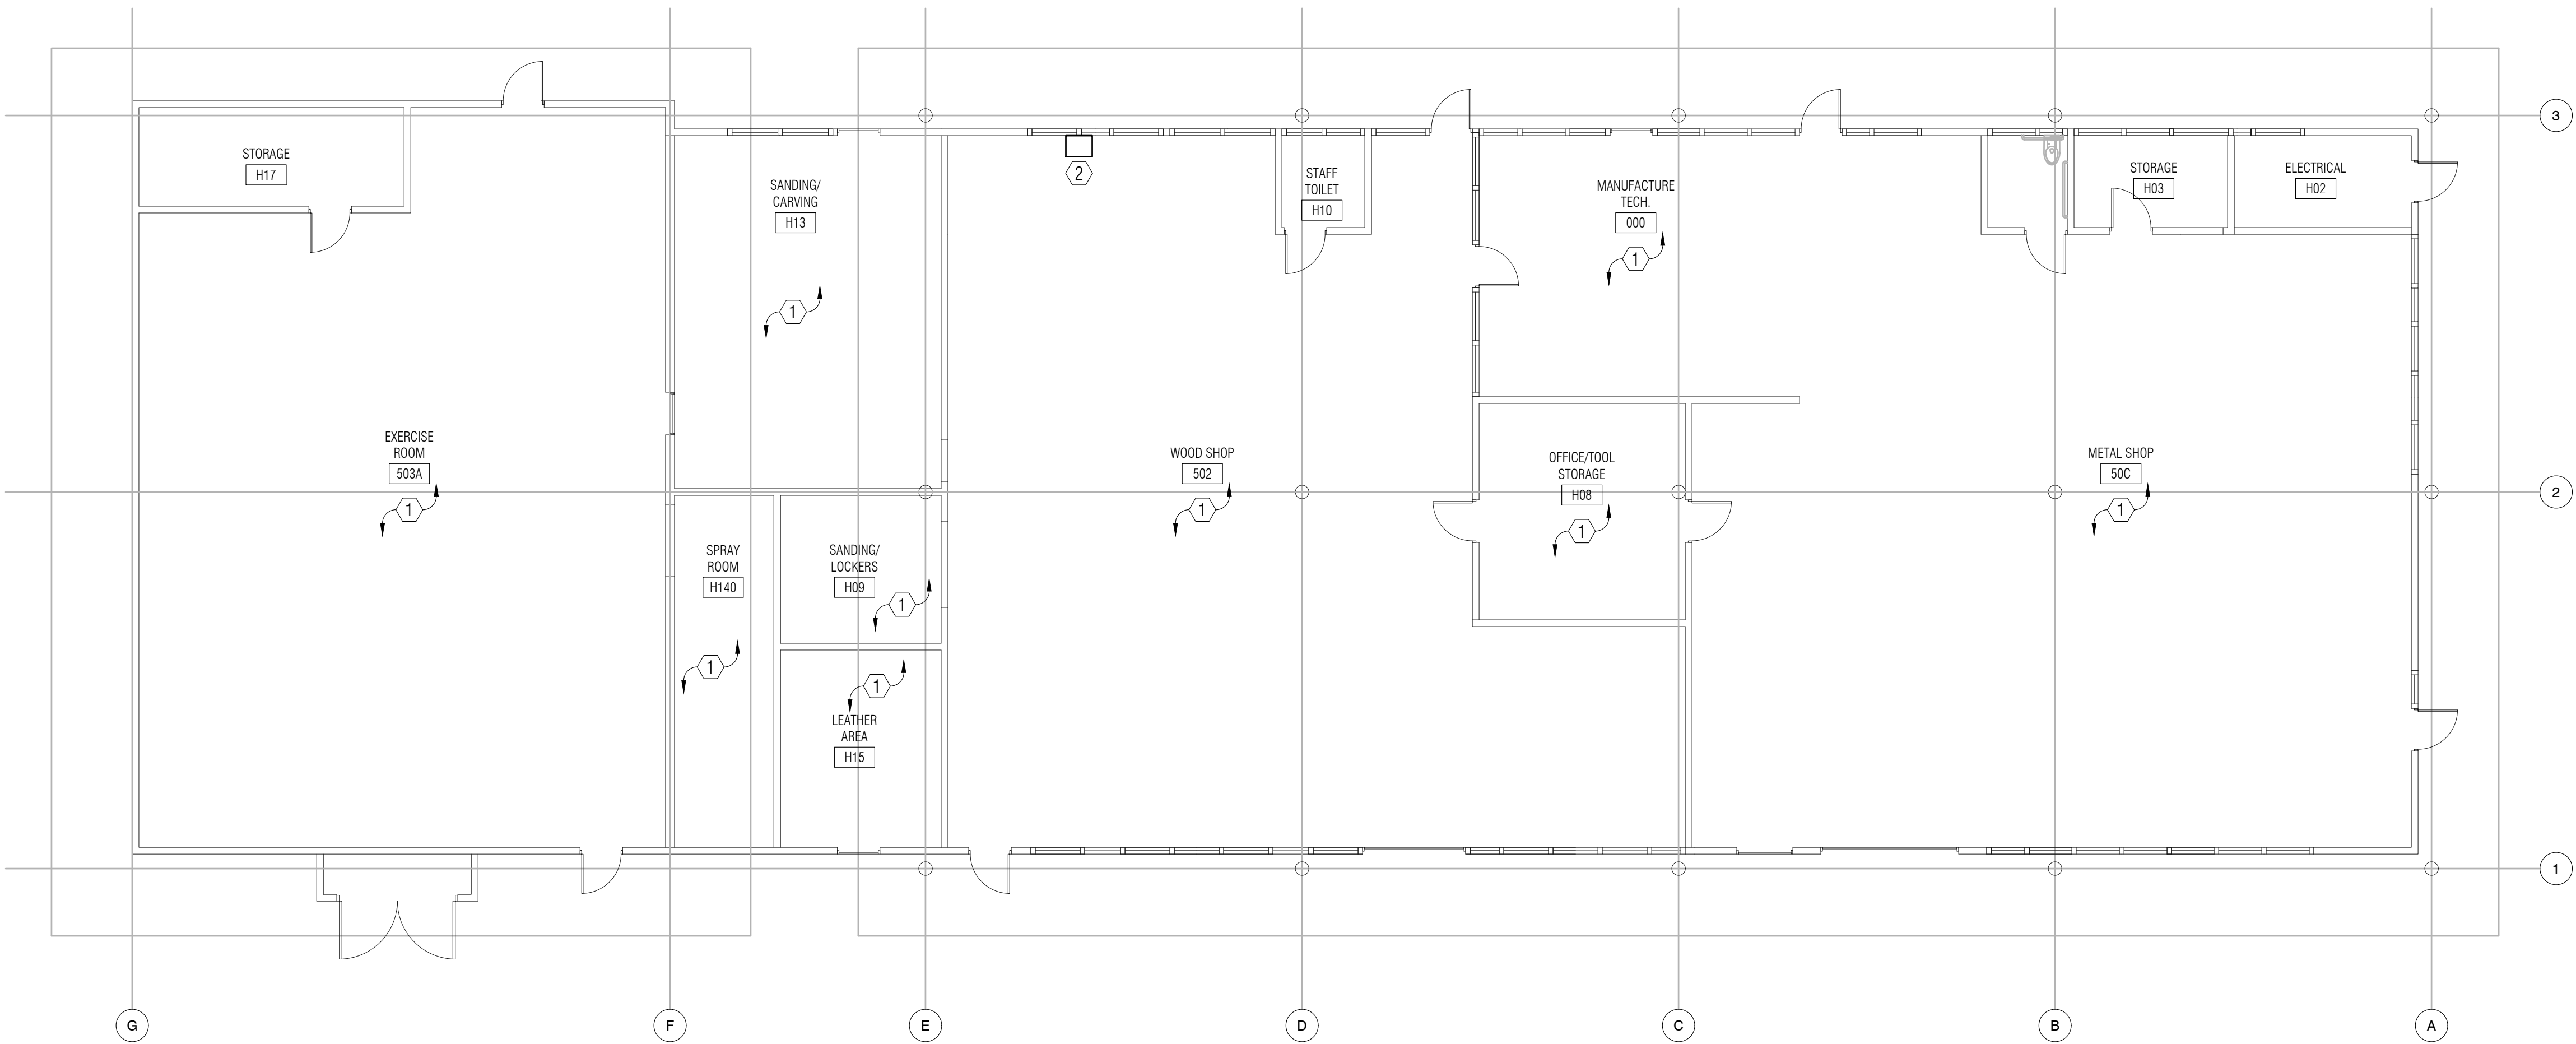 3
STORAGE
H17
SANDING/
CARVING
H13
1
2
STAFF
TOILET
H10
MANUFACTURE
TECH.
000
1
STORAGE
H03
ELECTRICAL
H02
EXERCISE
ROOM
503A
1
WOOD SHOP
502
1
OFFICE/TOOL
STORAGE
H08
1
METAL SHOP
50C
1
2
SPRAY
ROOM
H140
1
SANDING/
LOCKERS
H09
1
1
LEATHER
AREA
H15
1
G
F
E
D
C
B
A